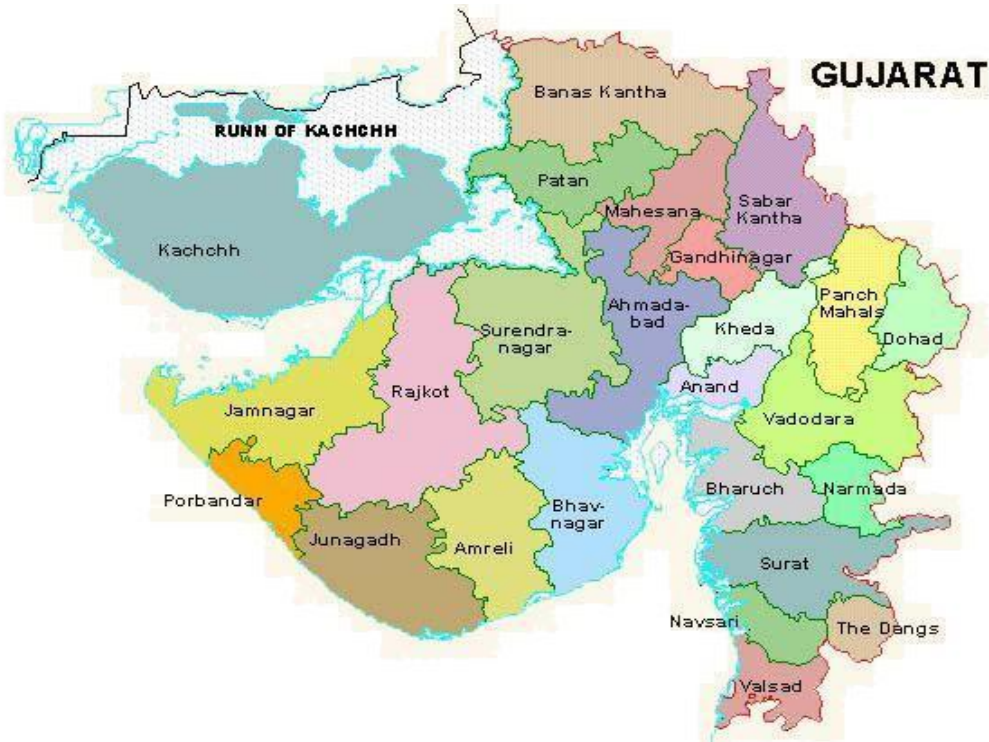 GUJARAT
Banas Kantha
RUNN OF KACHCHH
Patan
Mahesana
Sabar
Kantha
Kachchh
Gandhinagar
Ahmada-
bad
Panch
Mahals
Surendra-
nagar
Kheda
Dohad
Rajkot
Anand
Jamnagar
Vadodara
Porbandar
Bhav-
nagar
Bharuch
Narmada
Junagadh
Amreli
Surat
Navsari
The Dangs
Valsad